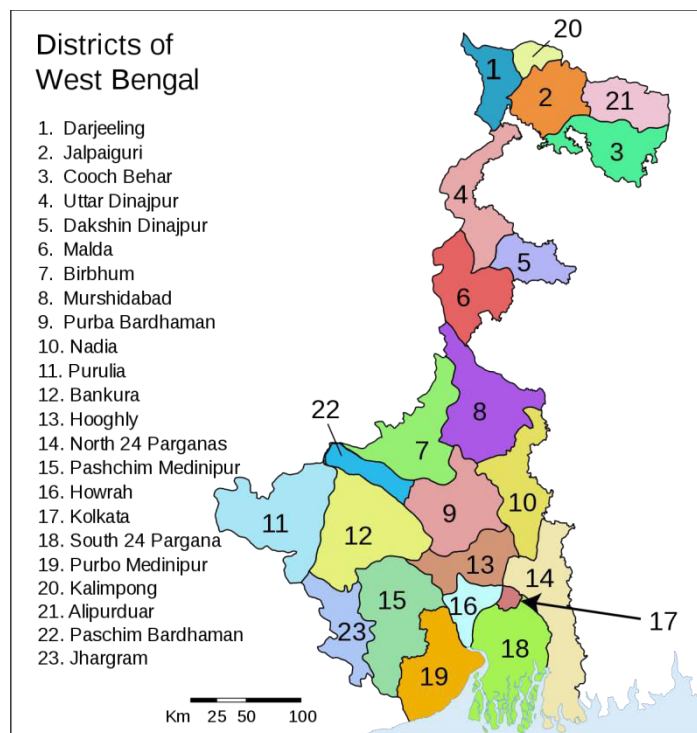 Districts of
West Bengal
1. Darjeeling
2. Jalpaiguri
3. Cooch Behar
4. Uttar Dinajpur
5. Dakshin Dinajpur
6. Malda
7. Birbhum
8. Murshidabad
9. Purba Bardhaman
10. Nadia
11. Purulia
12. Bankura
13. Hooghly
14. North 24 Parganas
15. Pashchim Medinipur
16. Howrah
17. Kolkata
18. South 24 Pargana
19. Purbo Medinipur
20. Kalimpong
21. Alipurduar
22. Paschim Bardhaman
23. Jhargram
20
1
2
21
3
4
5
6
8
22
7
10
9
11
12
13
14
15
16
17
23
18
19
Km 25 50 100